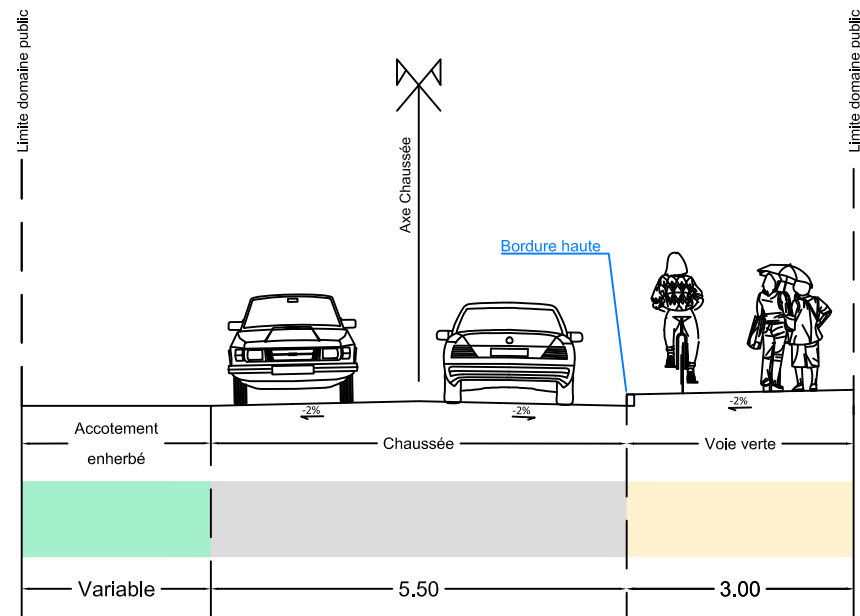 Limite domaine public
Limite domaine public
Axe Chaussée
Bordure haute
-2%
-2%
-2%
Accotement
enherbé
Chaussée
Voie verte
Variable
5.50
3.00